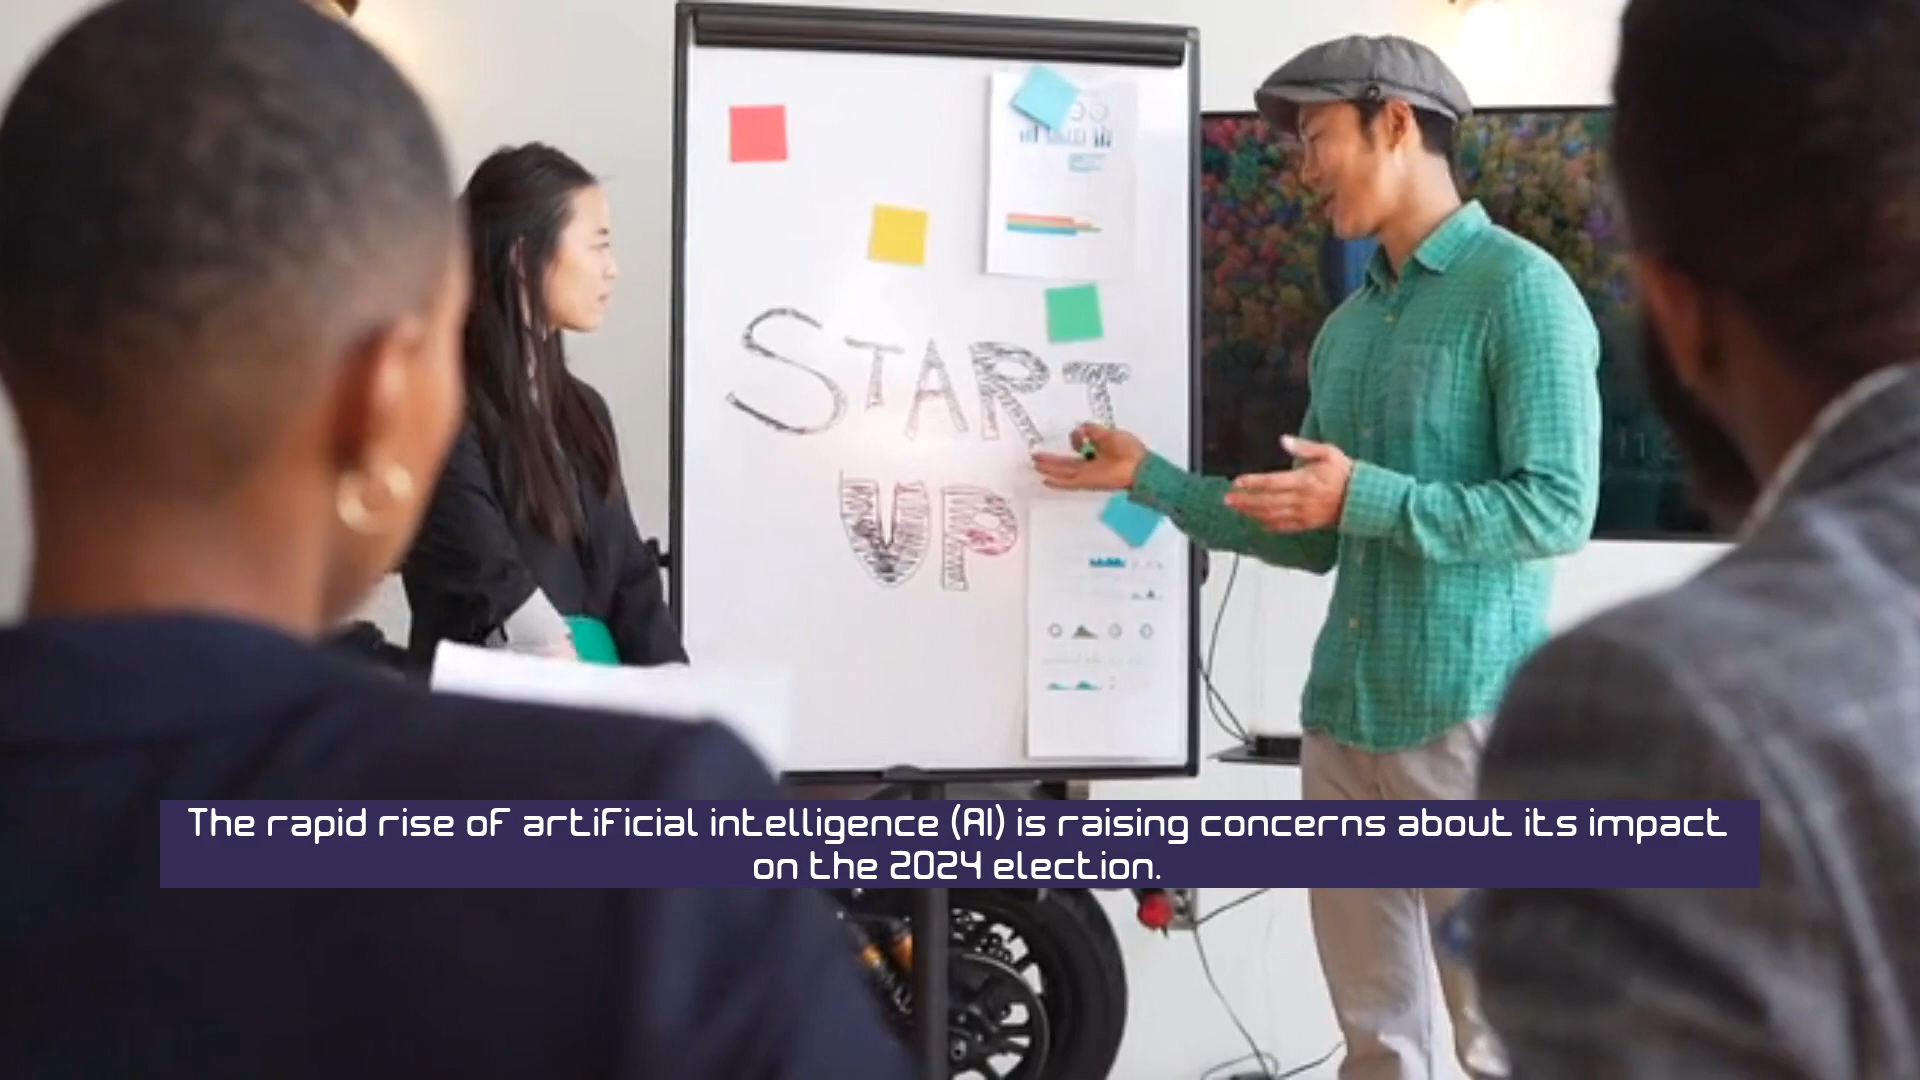 START
UP
The rapid rise of artificial intelligence (AI) is raising concerns about its impact
on the 2024 election.